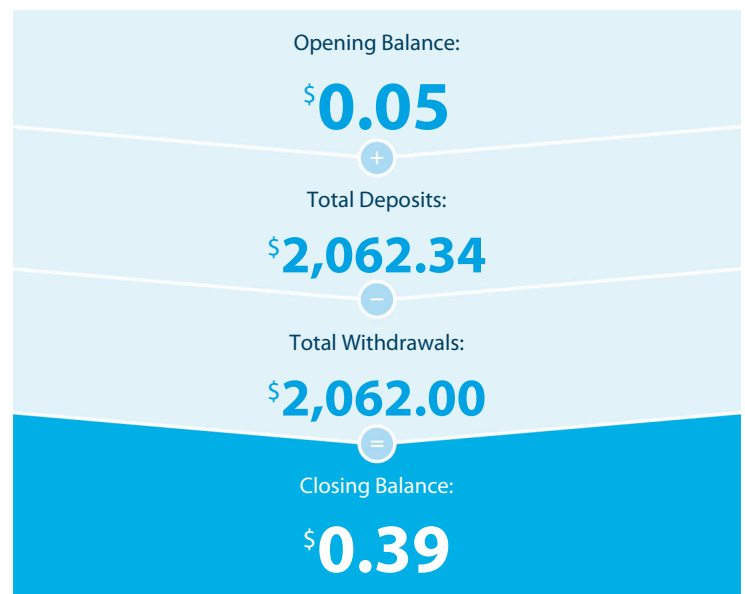 Opening Balance:
$0.05
+
Total Deposits:
$2,062.34
−
Total Withdrawals:
$2,062.00
=
Closing Balance:
$0.39